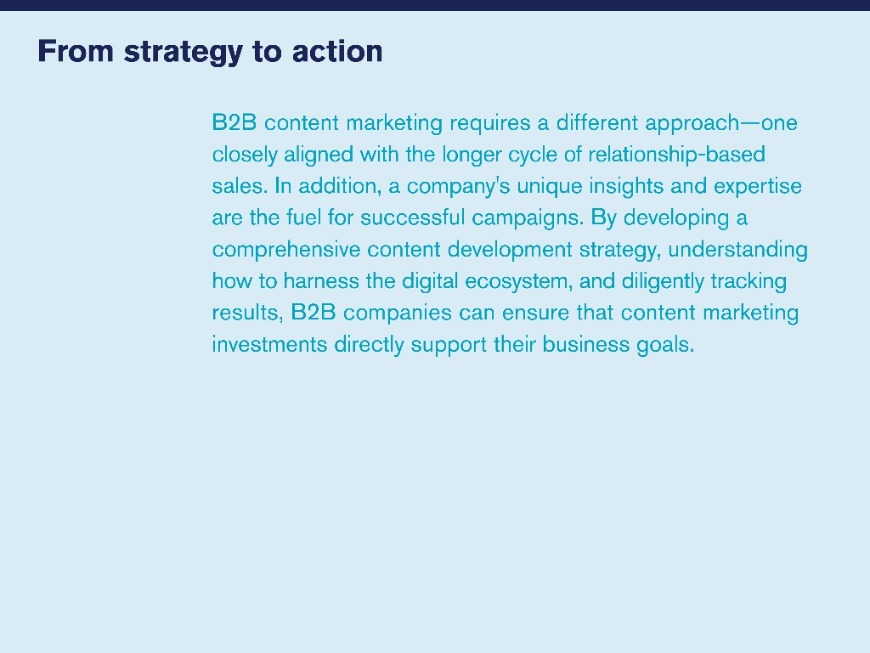 From strategy to action
B2B content marketing requires a different approach—one
closely aligned with the longer cycle of relationship-based
sales. In addition, a company's unique insights and expertise
are the fuel for successful campaigns. By developing a
comprehensive content development strategy, understanding
how to harness the digital ecosystem, and diligently tracking
results, B2B companies can ensure that content marketing
investments directly support their business goals.